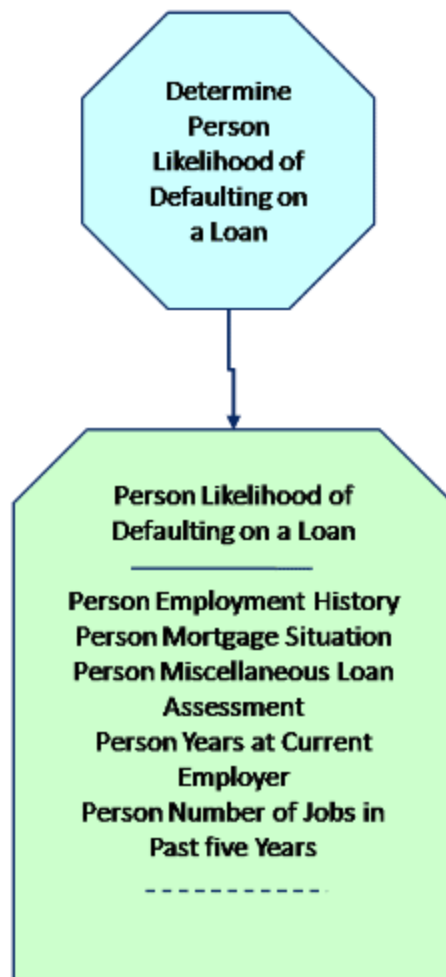 Determine
Person
Likelihood of
Defaulting on
a Loan
Person Likelihood of
Defaulting on a Loan
Person Employment History
Person Mortgage Situation
Person Miscellaneous Loan
Assessment
Person Years at Current
Employer
Person Number of Jobs in
Past five Years